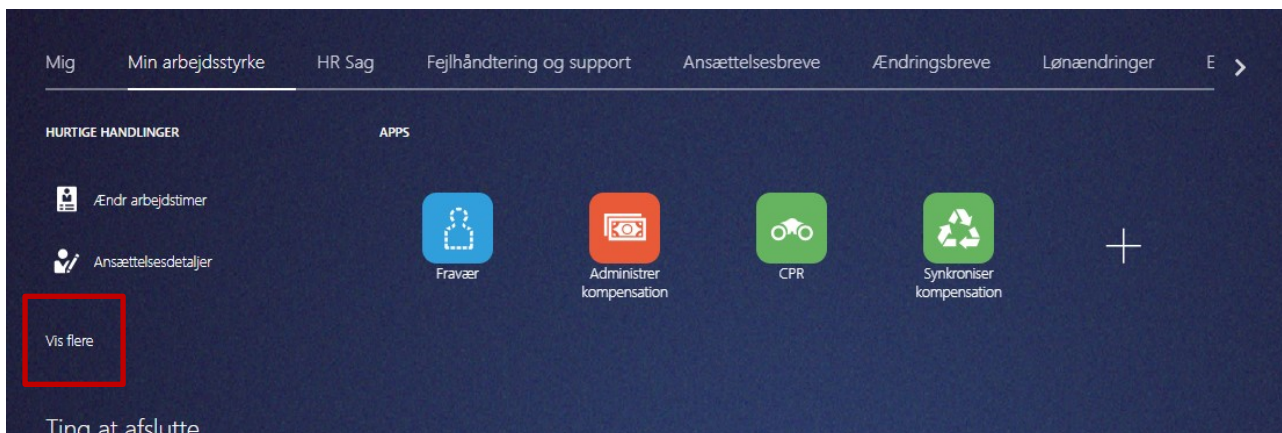 Mig Min arbejdsstyrke HR Sag Fejlhåndtering og support Ansættelsesbreve Ændringsbreve Lønændringer E
HURTIGE HANDLINGER
Ændr arbejdstimer
Ansættelsesdetaljer
Vis flere
APPS
Fravær
Administrer
kompensation
CPR
Synkroniser
kompensation
Ting at afslutte